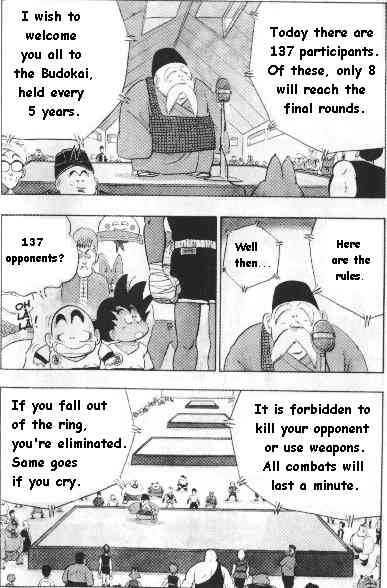 I wish to
welcome
you all to
the Budokai,
held every
5 years.
Today there are
137 participants.
Of these, only 8
will reach the
final rounds.
137
opponents?
OH
LA
LA!
Well
then...
Here
are the
rules.
If you fall out
of the ring,
you're eliminated.
Same goes
if you cry.
It is forbidden to
kill your opponent
or use weapons.
All combats will
last a minute.